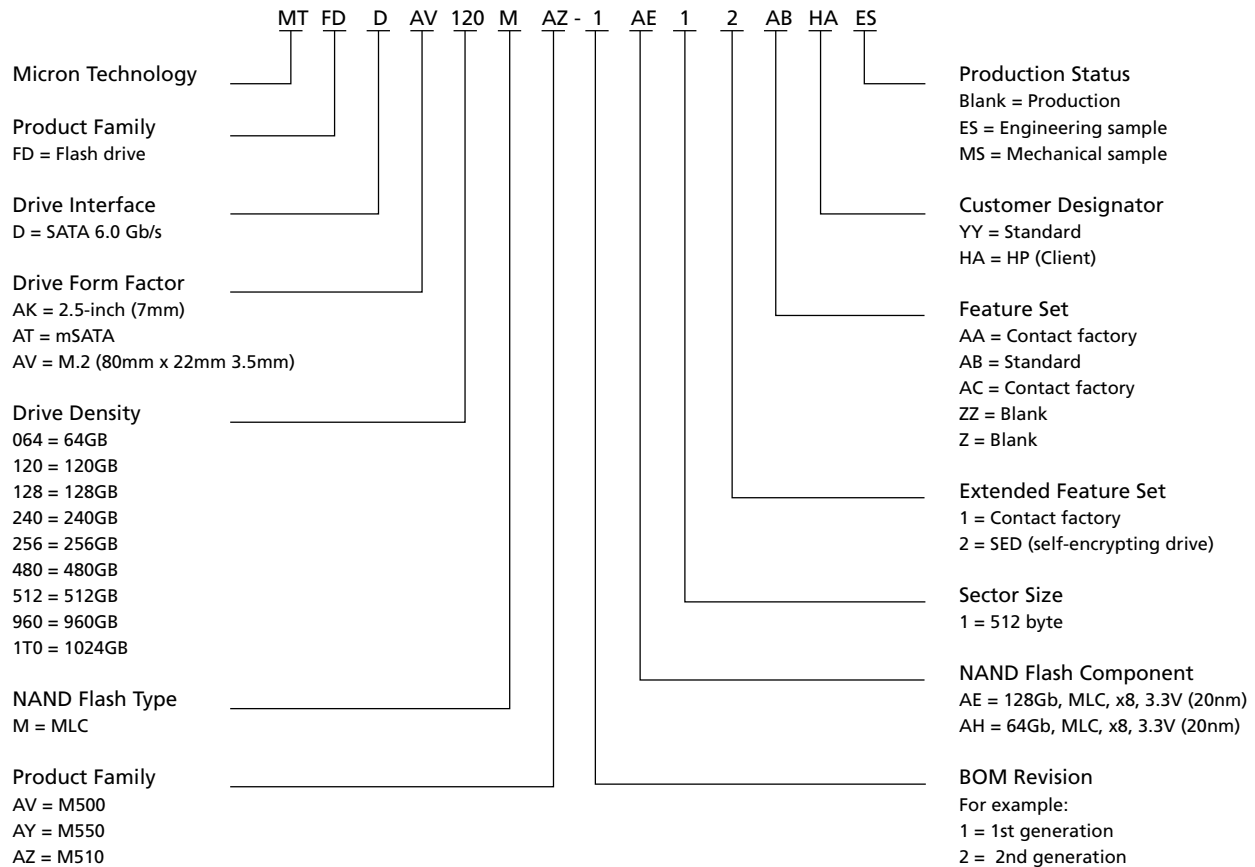 MT FD D AV 120 M AZ - 1 AE 1 2 AB HA ES
Micron Technology
Product Family
FD = Flash drive
Drive Interface
D = SATA 6.0 Gb/s
Drive Form Factor
AK = 2.5-inch (7mm)
AT = mSATA
AV = M.2 (80mm x 22mm 3.5mm)
Drive Density
064 = 64GB
120 = 120GB
128 = 128GB
240 = 240GB
256 = 256GB
480 = 480GB
512 = 512GB
960 = 960GB
1T0 = 1024GB
NAND Flash Type
M = MLC
Product Family
AV = M500
AY = M550
AZ = M510
Production Status
Blank = Production
ES = Engineering sample
MS = Mechanical sample
Customer Designator
YY = Standard
HA = HP (Client)
Feature Set
AA = Contact factory
AB = Standard
AC = Contact factory
ZZ = Blank
Z = Blank
Extended Feature Set
1 = Contact factory
2 = SED (self-encrypting drive)
Sector Size
1 = 512 byte
NAND Flash Component
AE = 128Gb, MLC, x8, 3.3V (20nm)
AH = 64Gb, MLC, x8, 3.3V (20nm)
BOM Revision
For example:
1 = 1st generation
2 = 2nd generation